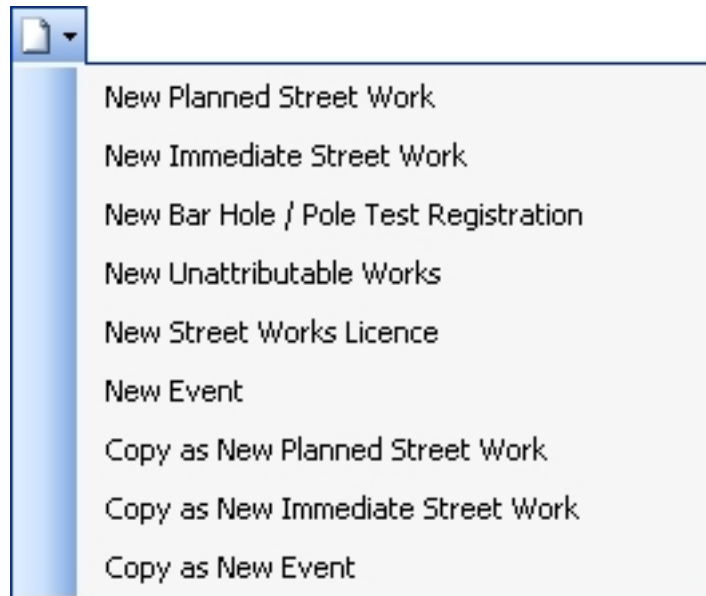 New Planned Street Work
New Immediate Street Work
New Bar Hole / Pole Test Registration
New Unattributable Works
New Street Works Licence
New Event
Copy as New Planned Street Work
Copy as New Immediate Street Work
Copy as New Event